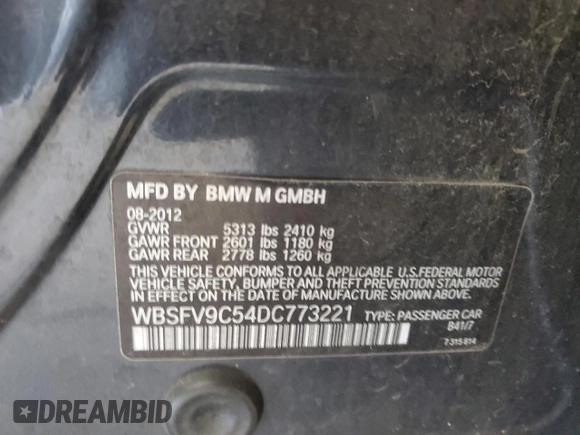 MFD BY BMW M GMBH
08-2012
GVWR 5313 lbs 2410 kg
GAWR FRONT 2601 lbs 1180 kg
GAWR REAR 2778 lbs 1260 kg
THIS VEHICLE CONFORMS TO ALL APPLICABLE U.S.FEDERAL MOTOR
VEHICLE SAFETY, BUMPER AND THEFT PREVENTION STANDARDS
IN EFFECT ON THE DATE OF MANUFACTURE SHOWN ABOVE.
WBSFV9C54DC773221 TYPE: PASSENGER CAR
B41/7
7 315 814
DREAMBID